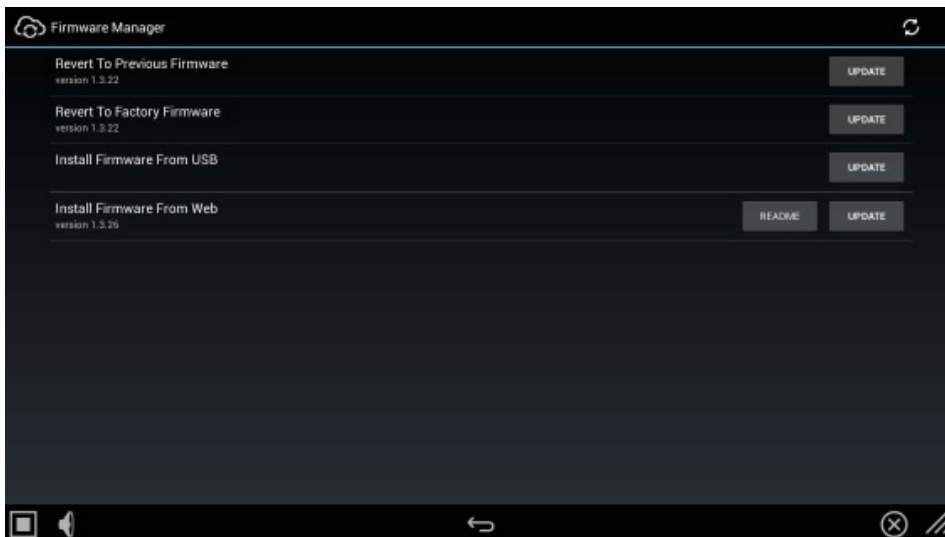 Firmware Manager
Revert To Previous Firmware
version 1.3.22
UPDATE
Revert To Factory Firmware
version 1.3.22
UPDATE
Install Firmware From USB
UPDATE
Install Firmware From Web
version 1.3.26
README
UPDATE